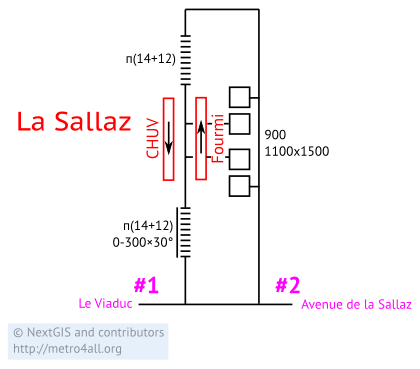 п(14+12)
La Sallaz
CHUV
Fourmi
900
1100x1500
п(14+12)
0-300×30°
#1
#2
Le Viaduc
Avenue de la Sallaz
© NextGIS and contributors
http://metro4all.org